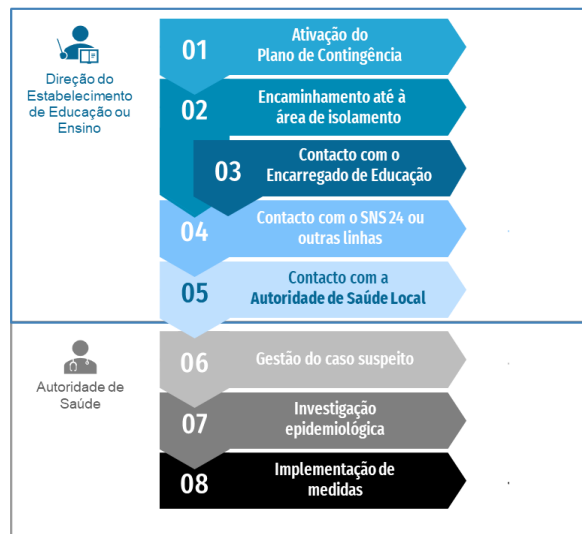 Direção do
Estabelecimento
de Educação ou
Ensino
01
Ativação do
Plano de Contingência
02
Encaminhamento até à
área de isolamento
03
Contacto com o
Encarregado de Educação
04
Contacto com o SNS 24 ou
outras linhas
05
Contacto com a
Autoridade de Saúde Local
Autoridade de
Saúde
06
Gestão do caso suspeito
07
Investigação
epidemiológica
08
Implementação de
medidas